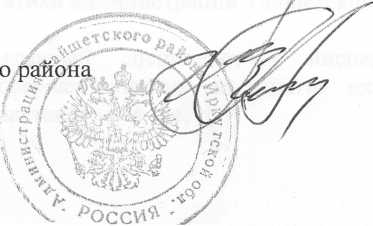 о района
Администрация Тайшетского района Иркутской обл.
РОССИЯ